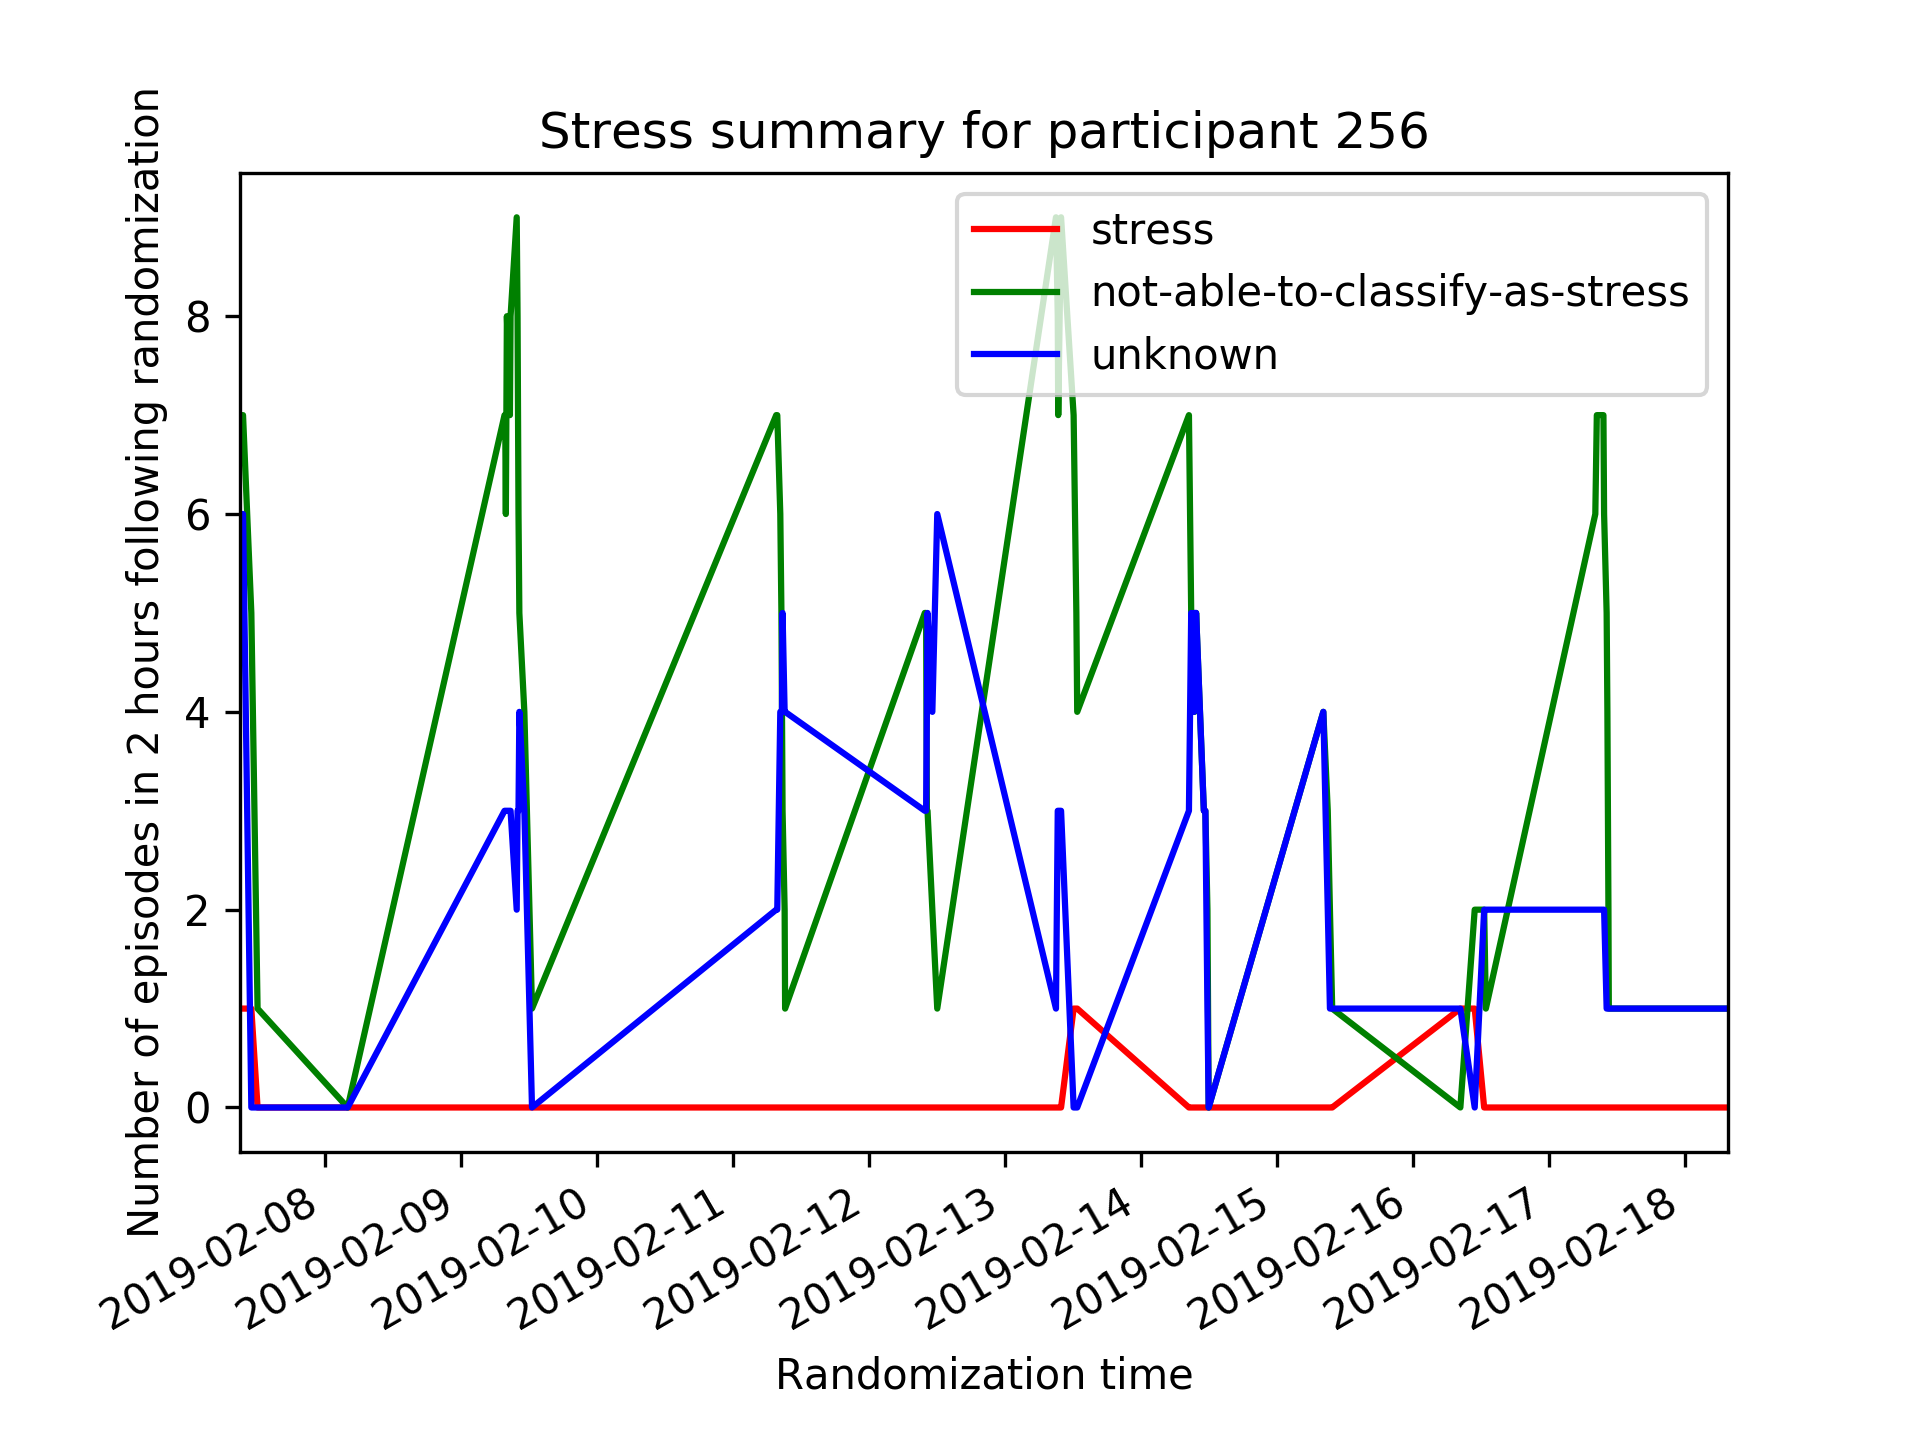 Stress summary for participant 256
Number of episodes in 2 hours following randomization
8
6
4
2
0
stress
not-able-to-classify-as-stress
unknown
2019-02-08
2019-02-09
2019-02-10
2019-02-11
2019-02-12
2019-02-13
2019-02-14
2019-02-15
2019-02-16
2019-02-17
2019-02-18
Randomization time